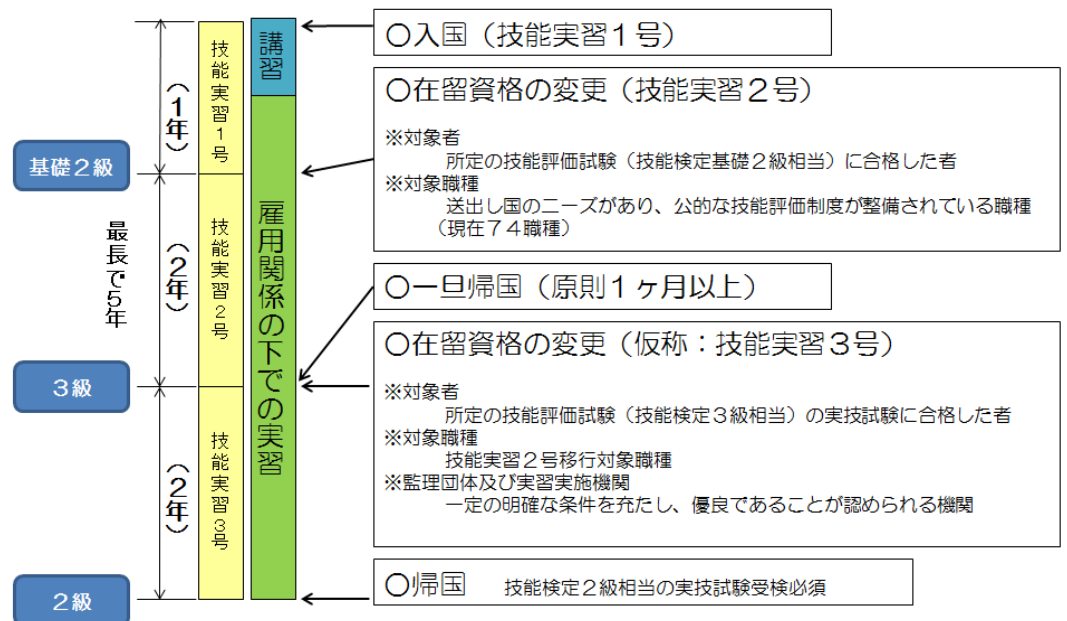 ○入国（技能実習１号）
○在留資格の変更（技能実習２号）
※対象者
所定の技能評価試験（技能検定基礎２級相当）に合格した者
※対象職種
送出し国のニーズがあり、公的な技能評価制度が整備されている職種
（現在７４職種）
○一旦帰国（原則１ヶ月以上）
○在留資格の変更（仮称：技能実習３号）
※対象者
所定の技能評価試験（技能検定３級相当）の実技試験に合格した者
※対象職種
技能実習２号移行対象職種
※監理団体及び実習実施機関
一定の明確な条件を充たし、優良であることが認められる機関
○帰国　技能検定２級相当の実技試験受検必須
講習
雇用関係の下での実習
技能実習１号
技能実習２号
技能実習３号
（１年）
（２年）
（２年）
基礎２級
最長で５年
３級
２級